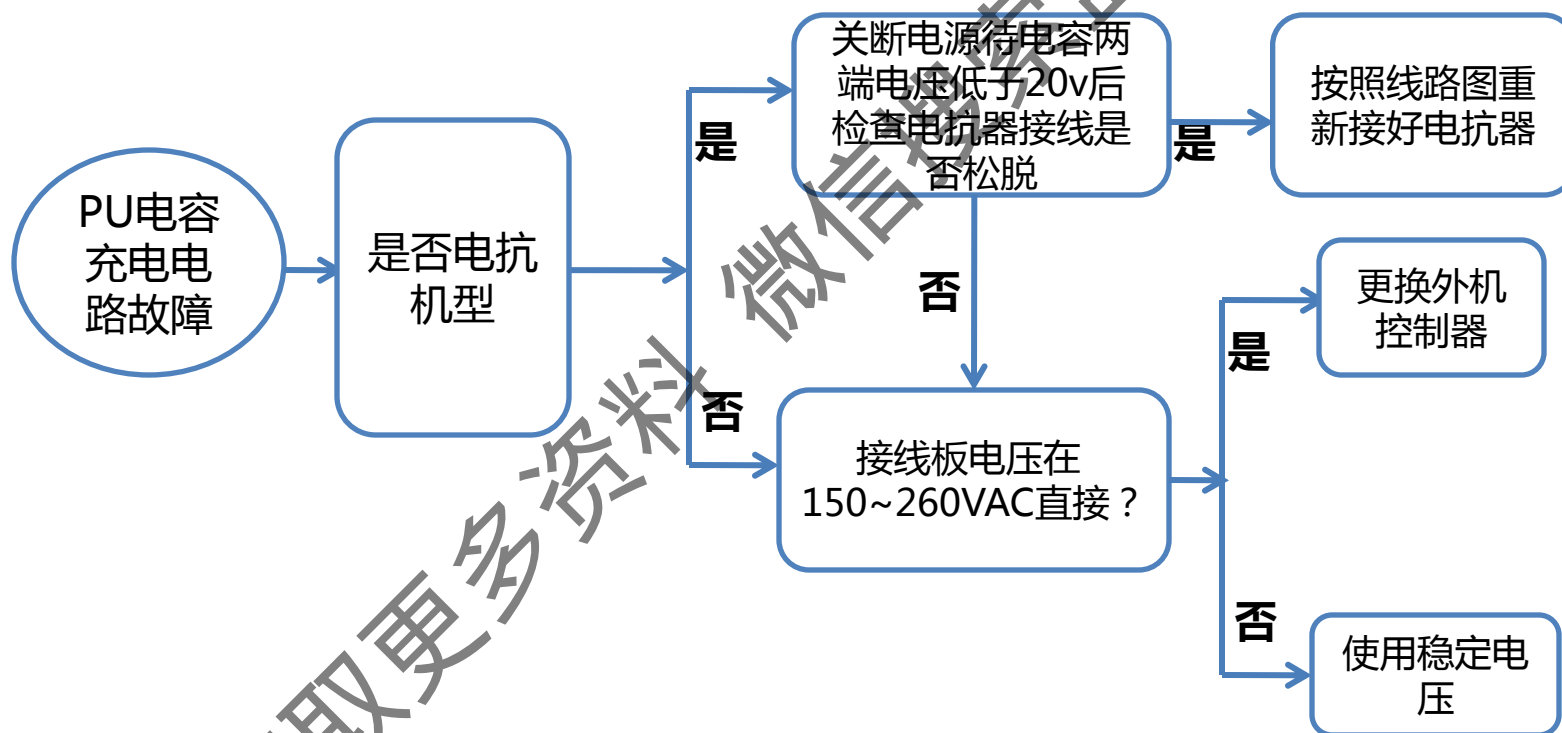 PU电容
充电电
路故障
是否电抗
机型
是
关断电源待电容两
端电压低于20v后
检查电抗器接线是
否松脱
是
按照线路图重
新接好电抗器
否
否
接线板电压在
150~260VAC直接？
是
更换外机
控制器
否
使用稳定电
压
取更多资料 微信搜索